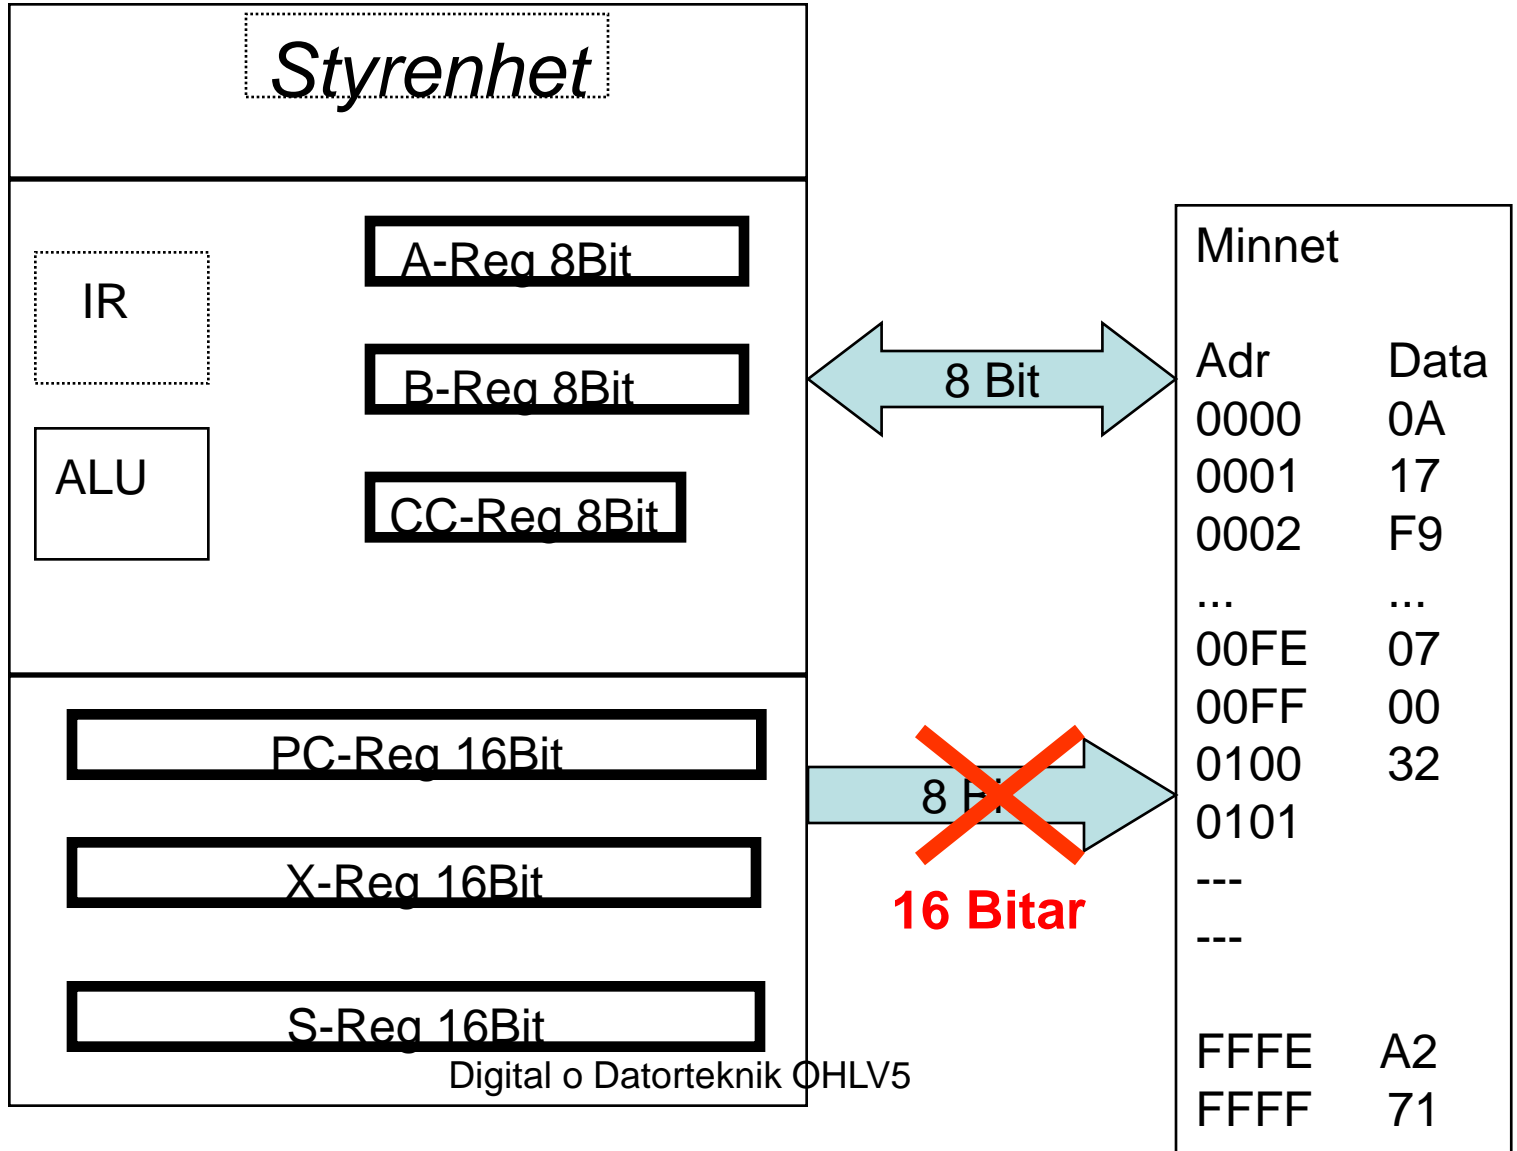 Styrenhet
IR
ALU
A-Reg 8Bit
B-Reg 8Bit
CC-Reg 8Bit
PC-Reg 16Bit
X-Reg 16Bit
S-Reg 16Bit
8 Bit
8
16 Bitar
Minnet
Adr Data
0000 0A
0001 17
0002 F9
... ...
00FE 07
00FF 00
0100 32
0101
---
---
FFFE A2
FFFF 71
Digital o Datorteknik OHLV5